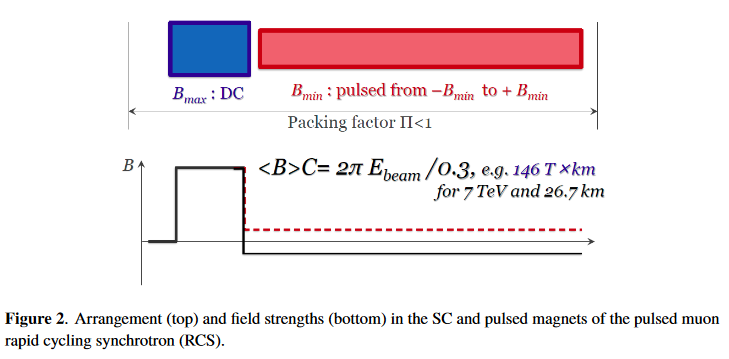 B_max : DC
B_min : pulsed from −B_min to + B_min
Packing factor Π<1
B
<B>C= 2π E_beam /0.3, e.g. 146 T ×km
for 7 TeV and 26.7 km
Figure 2. Arrangement (top) and field strengths (bottom) in the SC and pulsed magnets of the pulsed muon
rapid cycling synchrotron (RCS).